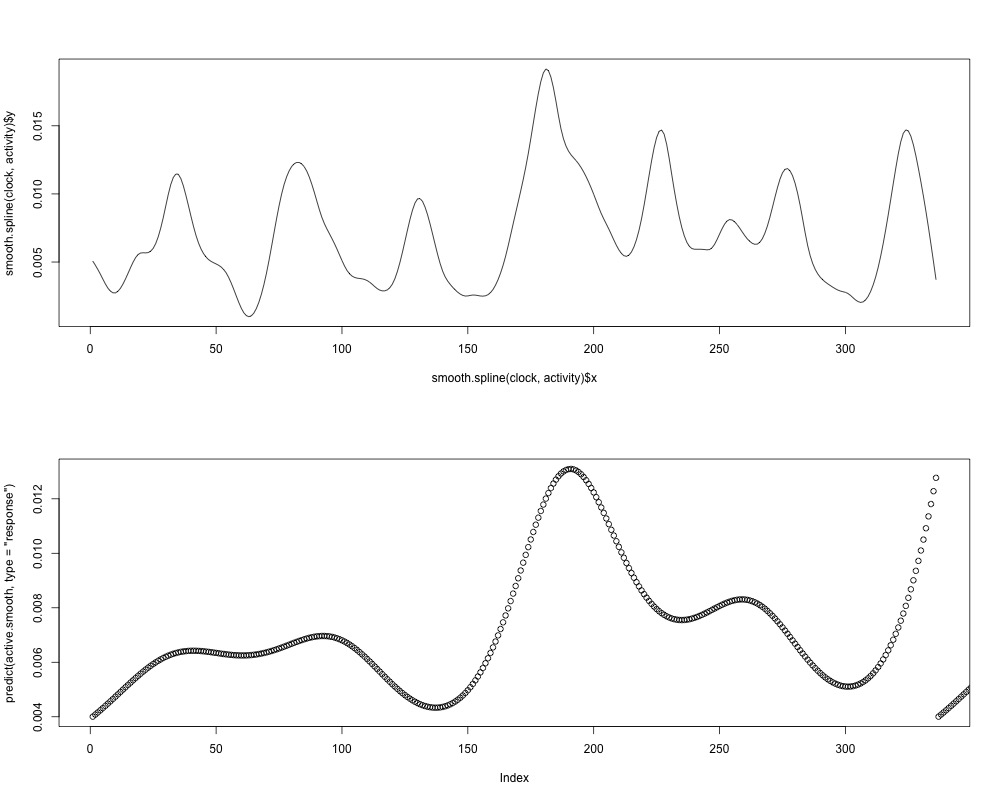 smooth.spline(clock, activity)$y
0.015
0.010
0.005
0 50 100 150 200 250 300
smooth.spline(clock, activity)$x
predict(active.smooth, type = "response")
0.012
0.010
0.008
0.006
0.004
0 50 100 150 200 250 300
Index